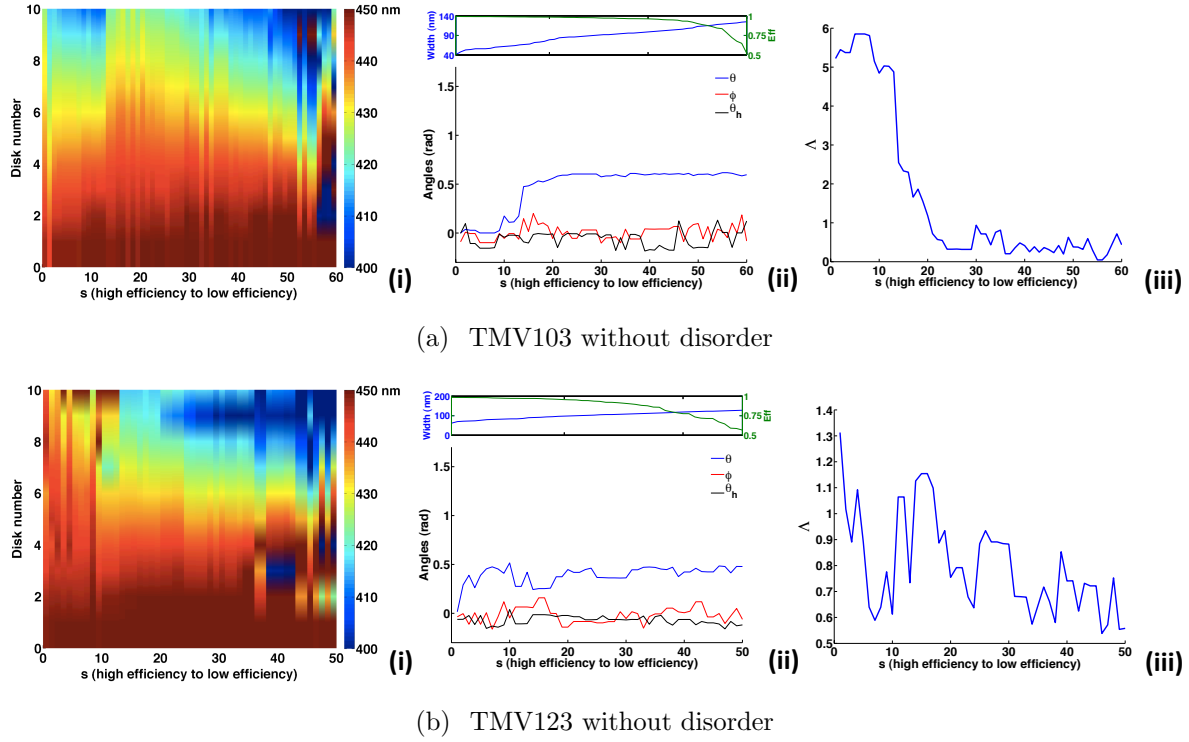 10
8
6
4
2
0
Disk number
0 10 20 30 40 50 60
s (high efficiency to low efficiency)
450 nm
440
430
420
410
400
(i)
Width (nm)
140
90
40
1
0.75
0.5
Eff
θ
ϕ
θh
1.5
1
0.5
0
Angles (rad)
0 10 20 30 40 50 60
s (high efficiency to low efficiency)
(ii)
6
5
4
3
2
1
0
Λ
0 10 20 30 40 50 60
s (high efficiency to low efficiency)
(iii)
(a) TMV103 without disorder
10
8
6
4
2
0
Disk number
0 10 20 30 40 50
s (high efficiency to low efficiency)
450 nm
440
430
420
410
400
(i)
Width (nm)
200
100
0
1
0.75
0.5
Eff
θ
ϕ
θh
1.5
1
0.5
0
Angles (rad)
0 10 20 30 40 50
s (high efficiency to low efficiency)
(ii)
1.4
1.3
1.2
1.1
1
0.9
0.8
0.7
0.6
0.5
Λ
0 10 20 30 40 50
s (high efficiency to low efficiency)
(iii)
(b) TMV123 without disorder